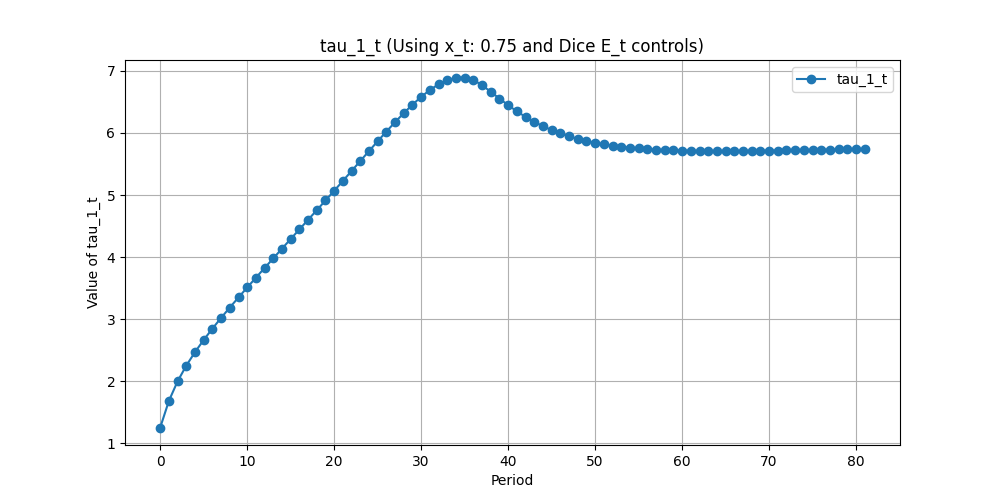 tau_1_t (Using x_t: 0.75 and Dice E_t controls)
tau_1_t
Value of tau_1_t
7
6
5
4
3
2
1
0 10 20 30 40 50 60 70 80
Period